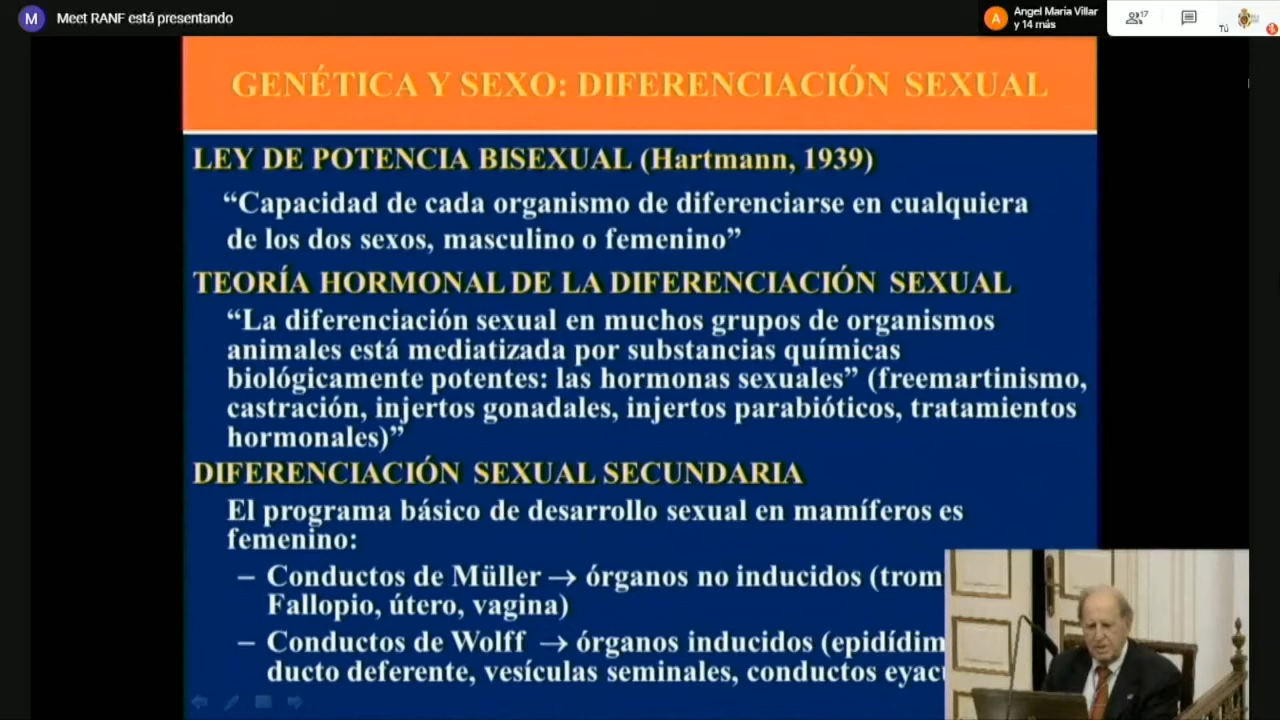 M Meet RANF está presentando
A Angel María Villar
y 14 más
17
Tú
GENÉTICA Y SEXO: DIFERENCIACIÓN SEXUAL
LEY DE POTENCIA BISEXUAL (Hartmann, 1939)
“Capacidad de cada organismo de diferenciarse en cualquiera
de los dos sexos, masculino o femenino”
TEORÍA HORMONAL DE LA DIFERENCIACIÓN SEXUAL
“La diferenciación sexual en muchos grupos de organismos
animales está mediatizada por substancias químicas
biológicamente potentes: las hormonas sexuales” (freemartinismo,
castración, injertos gonadales, injertos parabióticos, tratamientos
hormonales)”
DIFERENCIACIÓN SEXUAL SECUNDARIA
El programa básico de desarrollo sexual en mamíferos es
femenino:
– Conductos de Müller → órganos no inducidos (trom
Fallopio, útero, vagina)
– Conductos de Wolff → órganos inducidos (epidídim
ducto deferente, vesículas seminales, conductos eyac